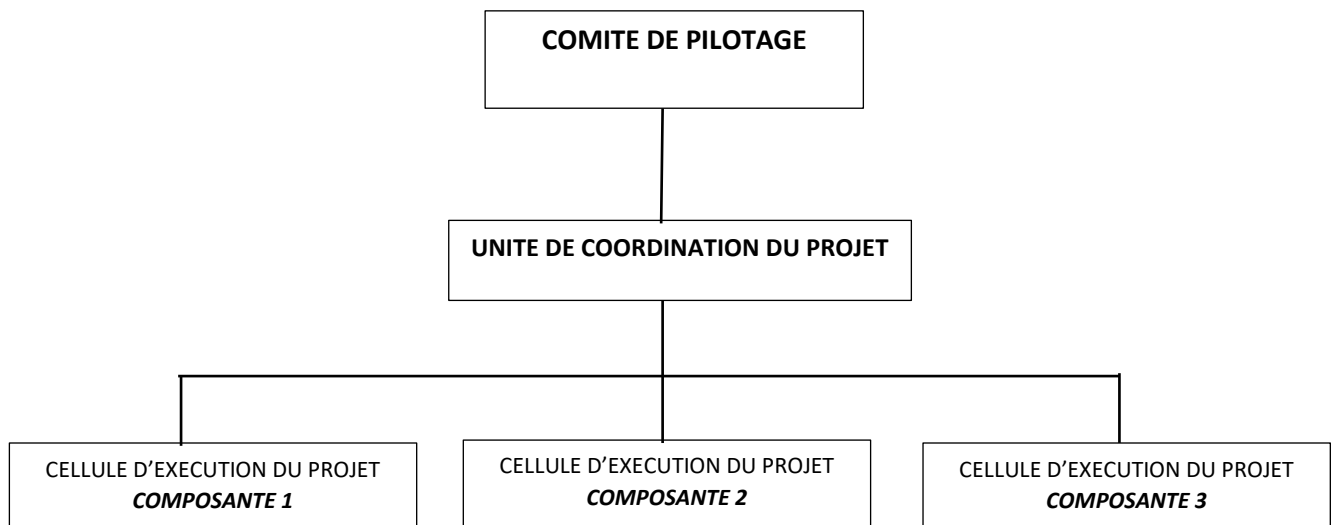 COMITE DE PILOTAGE
UNITE DE COORDINATION DU PROJET
CELLULE D’EXECUTION DU PROJET
COMPOSANTE 1
CELLULE D’EXECUTION DU PROJET
COMPOSANTE 2
CELLULE D’EXECUTION DU PROJET
COMPOSANTE 3